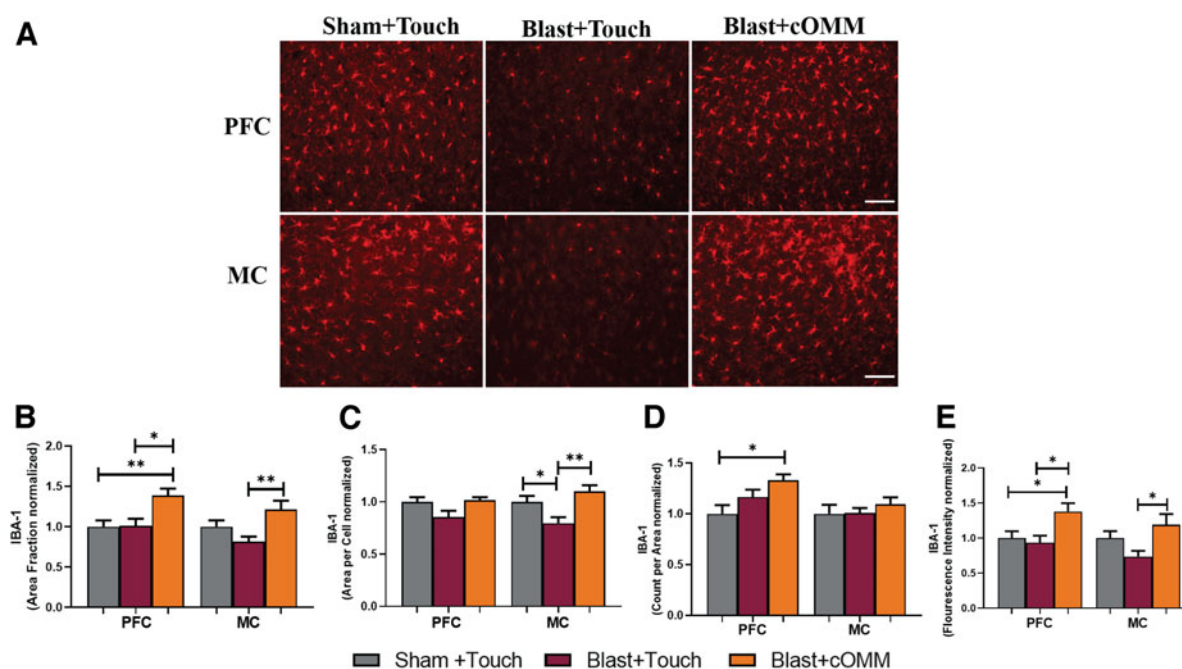 A
Sham+Touch Blast+Touch Blast+cOMM
PFC
MC
B
IBA-1
(Area Fraction normalized)
2.0
1.5
1.0
0.5
0.0
*
**
**
PFC MC
C
IBA-1
(Area per Cell normalized)
1.5
1.0
0.5
0.0
*
**
PFC MC
D
IBA-1
(Count per Area normalized)
1.5
1.0
0.5
0.0
*
PFC MC
E
IBA-1
(Flourescence Intensity normalized)
2.0
1.5
1.0
0.5
0.0
*
*
*
PFC MC
Sham +Touch Blast+Touch Blast+cOMM